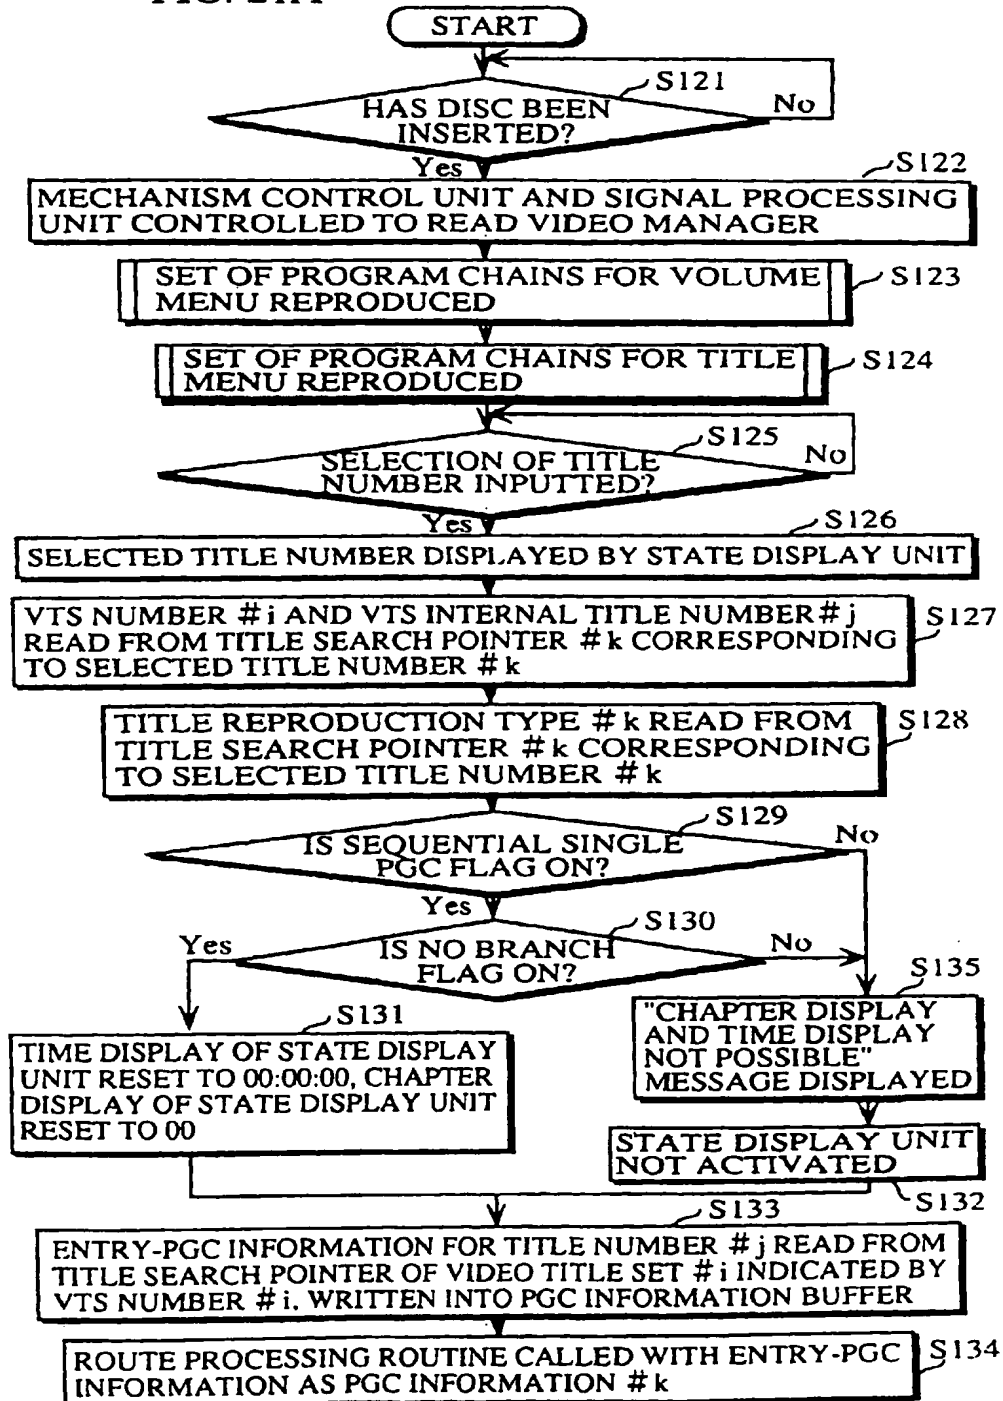 START
S121
HAS DISC BEEN
INSERTED?
No
Yes
S122
MECHANISM CONTROL UNIT AND SIGNAL PROCESSING
UNIT CONTROLLED TO READ VIDEO MANAGER
SET OF PROGRAM CHAINS FOR VOLUME
MENU REPRODUCED
S123
SET OF PROGRAM CHAINS FOR TITLE
MENU REPRODUCED
S124
S125
SELECTION OF TITLE
NUMBER INPUTTED?
No
Yes
S126
SELECTED TITLE NUMBER DISPLAYED BY STATE DISPLAY UNIT
VTS NUMBER #i AND VTS INTERNAL TITLE NUMBER #j
READ FROM TITLE SEARCH POINTER #k CORRESPONDING
TO SELECTED TITLE NUMBER #k
S127
TITLE REPRODUCTION TYPE #k READ FROM
TITLE SEARCH POINTER #k CORRESPONDING
TO SELECTED TITLE NUMBER #k
S128
S129
IS SEQUENTIAL SINGLE
PGC FLAG ON?
No
Yes
S130
IS NO BRANCH
FLAG ON?
Yes
No
S131
TIME DISPLAY OF STATE DISPLAY
UNIT RESET TO 00:00:00, CHAPTER
DISPLAY OF STATE DISPLAY UNIT
RESET TO 00
S135
"CHAPTER DISPLAY
AND TIME DISPLAY
NOT POSSIBLE"
MESSAGE DISPLAYED
STATE DISPLAY UNIT
NOT ACTIVATED
S132
S133
ENTRY-PGC INFORMATION FOR TITLE NUMBER #j READ FROM
TITLE SEARCH POINTER OF VIDEO TITLE SET #i INDICATED BY
VTS NUMBER #i. WRITTEN INTO PGC INFORMATION BUFFER
ROUTE PROCESSING ROUTINE CALLED WITH ENTRY-PGC
INFORMATION AS PGC INFORMATION #k
S134